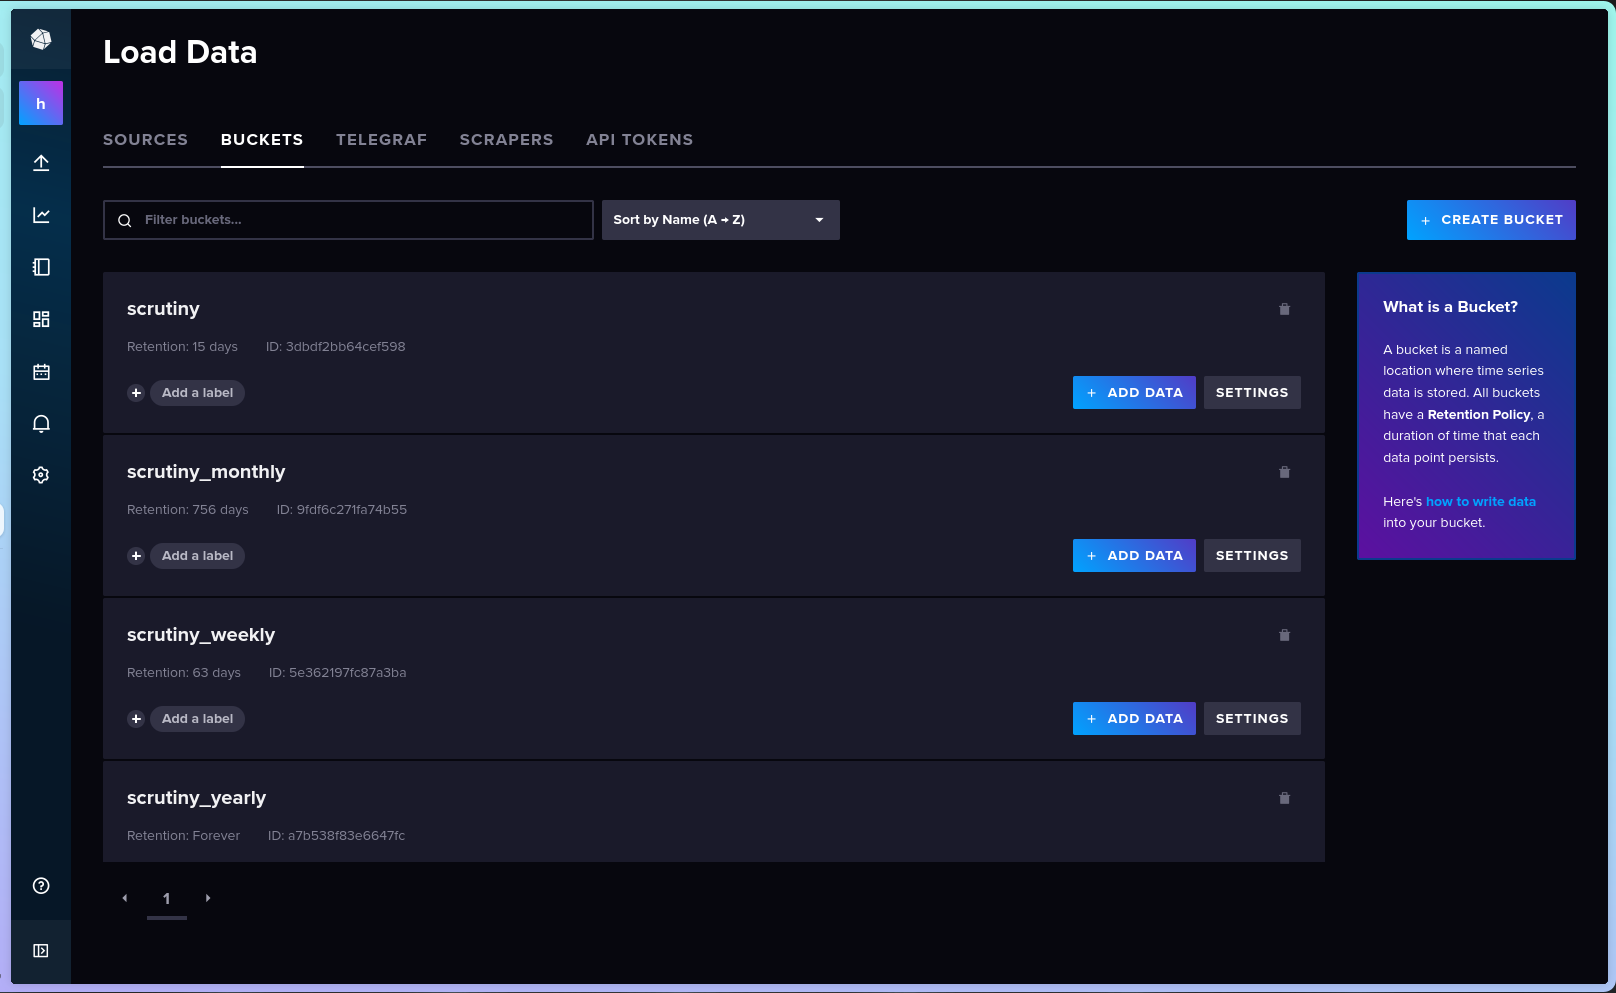 Load Data
h
SOURCES BUCKETS TELEGRAF SCRAPERS API TOKENS
Filter buckets...
Sort by Name (A → Z)
+ CREATE BUCKET
scrutiny
Retention: 15 days ID: 3dbdf2bb64cef598
+ Add a label
+ ADD DATA SETTINGS
scrutiny_monthly
Retention: 756 days ID: 9fdf6c271fa74b55
+ Add a label
+ ADD DATA SETTINGS
scrutiny_weekly
Retention: 63 days ID: 5e362197fc87a3ba
+ Add a label
+ ADD DATA SETTINGS
scrutiny_yearly
Retention: Forever ID: a7b538f83e6647fc
1
What is a Bucket?
A bucket is a named
location where time series
data is stored. All buckets
have a Retention Policy, a
duration of time that each
data point persists.
Here's how to write data
into your bucket.